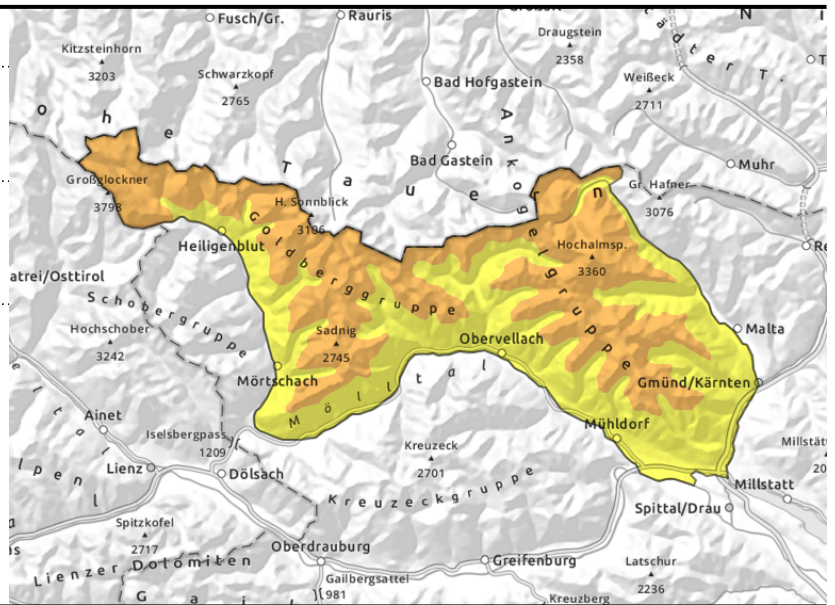 Fusch/Gr.
Rauris
N
Kitzsteinhorn
3203
Draugstein
2358
Schwarzkopf
2765
Bad Hofgastein
Weißeck
2711
o h e T a u e r n
Ankogelgruppe
Bad Gastein
Muhr
Großglockner
3798
H. Sonnblick
3106
Gr. Hafner
3076
Goldberggruppe
Hochalmsp.
3360
Heiligenblut
atrei/Osttirol
Schobergruppe
Hochschober
3242
Sadnig
2745
Obervellach
Malta
Mörtschach
Gmünd/Kärnten
Mölltal
Ainet
Iselsbergpass
1209
Mühldorf
Kreuzeck
2701
Lienz
Dölsach
Kreuzeckgruppe
Millstatt
Spittal/Drau
Spitzkofel
2717
Oberdrauburg
Greifenburg
Latschur
2236
Lienzer Dolomiten
Gailbergsattel
981
Kreuzberg
G a i l